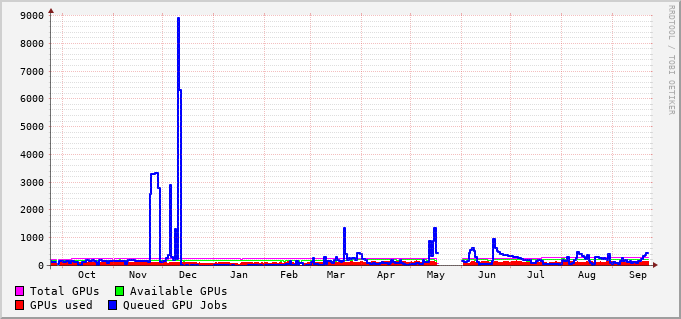 9000
8000
7000
6000
5000
4000
3000
2000
1000
0
Oct Nov Dec Jan Feb Mar Apr May Jun Jul Aug Sep
Total GPUs Available GPUs
GPUs used Queued GPU Jobs
RRDTOOL / TOBI OETIKER